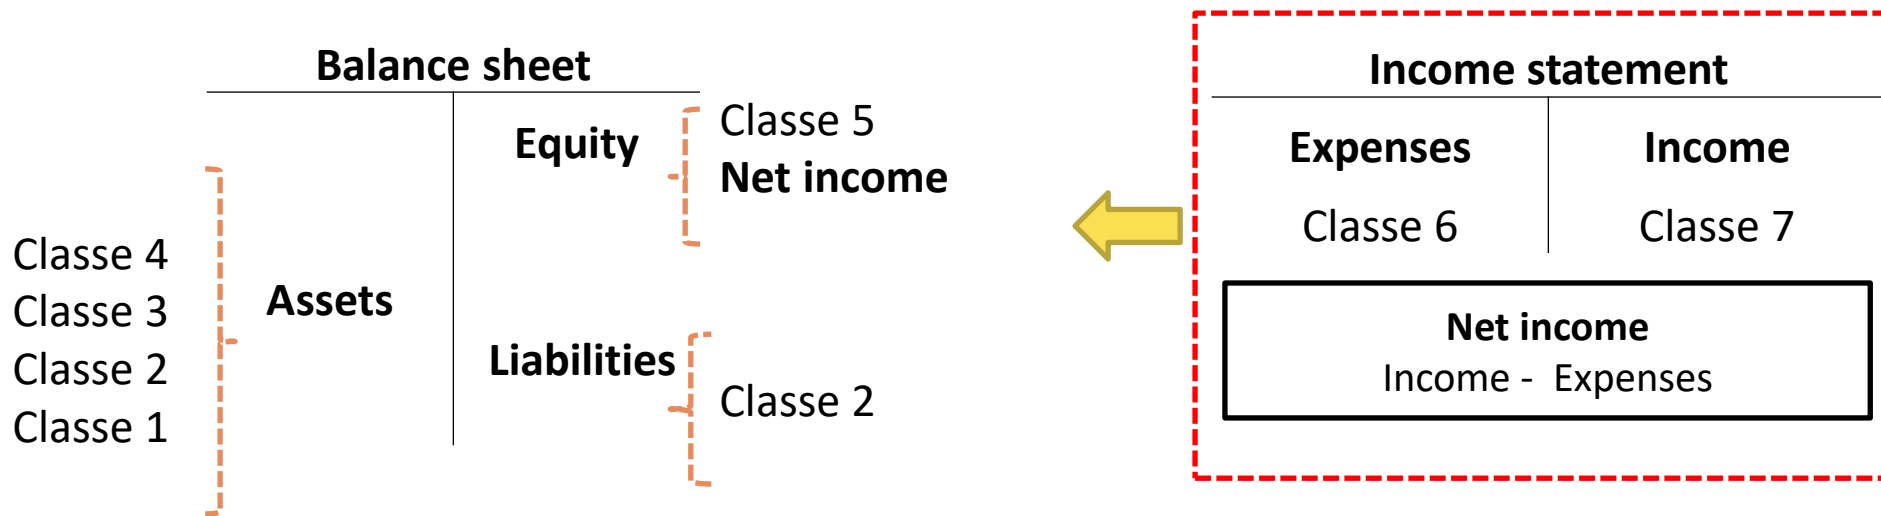 Balance sheet
Equity
Classe 5
Net income
Classe 4
Classe 3
Classe 2
Classe 1
Assets
Liabilities
Classe 2
Income statement
Expenses
Income
Classe 6
Classe 7
Net income
Income - Expenses